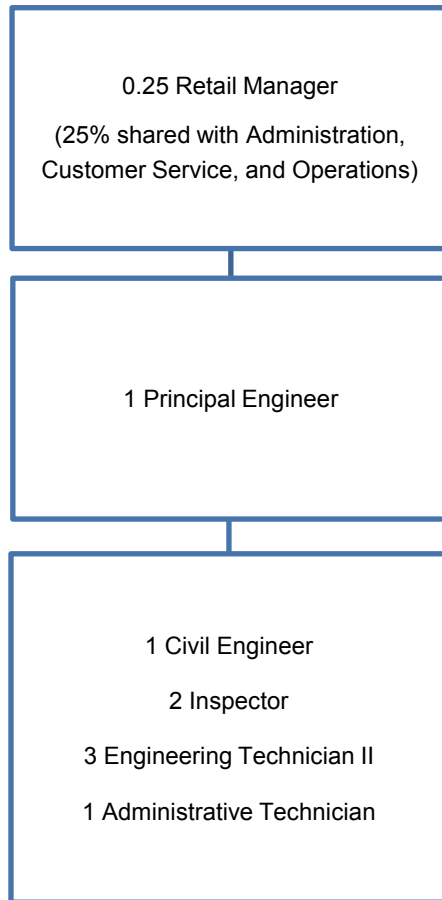 0.25 Retail Manager
(25% shared with Administration,
Customer Service, and Operations)
1 Principal Engineer
1 Civil Engineer
2 Inspector
3 Engineering Technician II
1 Administrative Technician